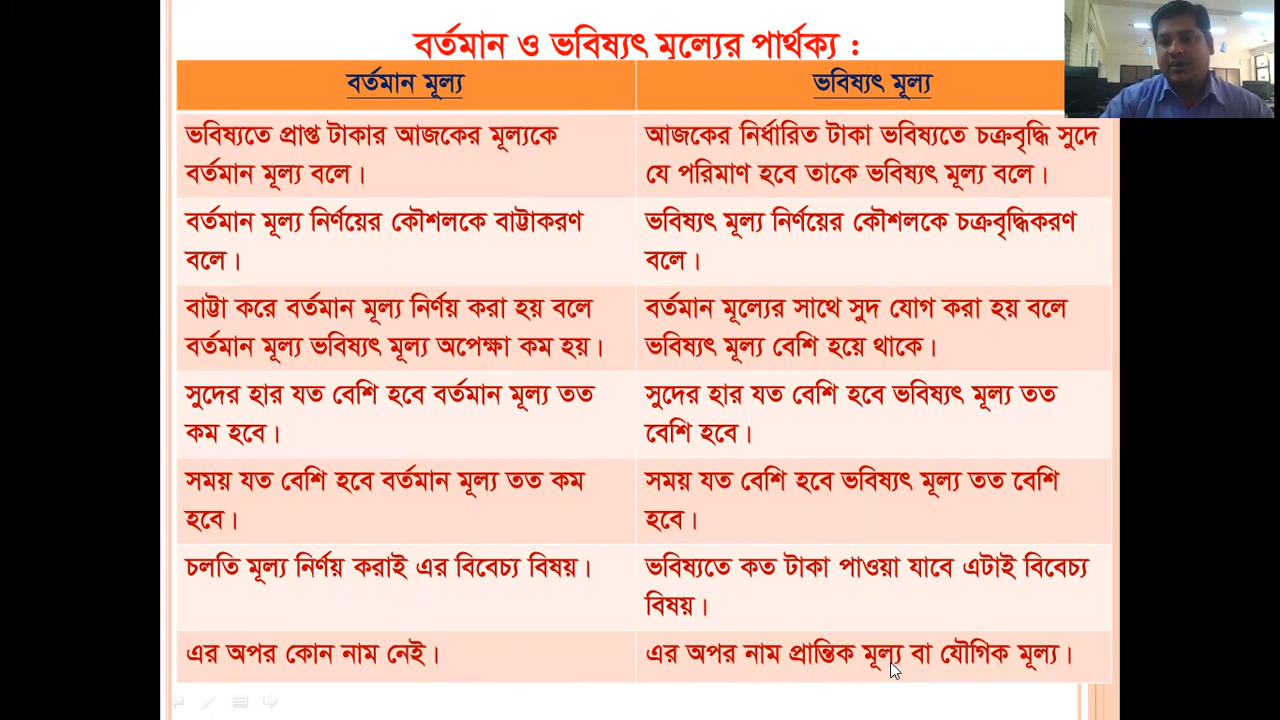 বর্তমান ও ভবিষ্যৎ মূল্যের পার্থক্য :
বর্তমান মূল্য
ভবিষ্যৎ মূল্য
ভবিষ্যতে প্রাপ্ত টাকার আজকের মূল্যকে
বর্তমান মূল্য বলে।
আজকের নির্ধারিত টাকা ভবিষ্যতে চক্রবৃদ্ধি সুদে
যে পরিমাণ হবে তাকে ভবিষ্যৎ মূল্য বলে।
বর্তমান মূল্য নির্ণয়ের কৌশলকে বাট্টাকরণ
বলে।
ভবিষ্যৎ মূল্য নির্ণয়ের কৌশলকে চক্রবৃদ্ধিকরণ
বলে।
বাট্টা করে বর্তমান মূল্য নির্ণয় করা হয় বলে
বর্তমান মূল্য ভবিষ্যৎ মূল্য অপেক্ষা কম হয়।
বর্তমান মূল্যের সাথে সুদ যোগ করা হয় বলে
ভবিষ্যৎ মূল্য বেশি হয়ে থাকে।
সুদের হার যত বেশি হবে বর্তমান মূল্য তত
কম হবে।
সুদের হার যত বেশি হবে ভবিষ্যৎ মূল্য তত
বেশি হবে।
সময় যত বেশি হবে বর্তমান মূল্য তত কম
হবে।
সময় যত বেশি হবে ভবিষ্যৎ মূল্য তত বেশি
হবে।
চলতি মূল্য নির্ণয় করাই এর বিবেচ্য বিষয়।
ভবিষ্যতে কত টাকা পাওয়া যাবে এটাই বিবেচ্য
বিষয়।
এর অপর কোন নাম নেই।
এর অপর নাম প্রান্তিক মূল্য বা যৌগিক মূল্য।